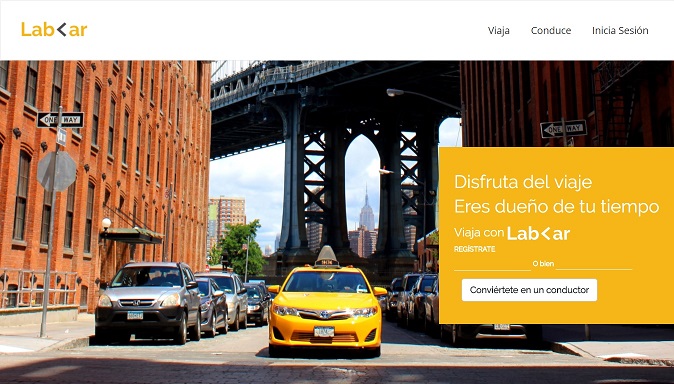 Lab<ar
Viaja
Conduce
Inicia Sesión
ONE WAY
ONE WAY
Disfruta del viaje
Eres dueño de tu tiempo
Viaja con Lab<ar
REGÍSTRATE
O bien
Conviértete en un conductor